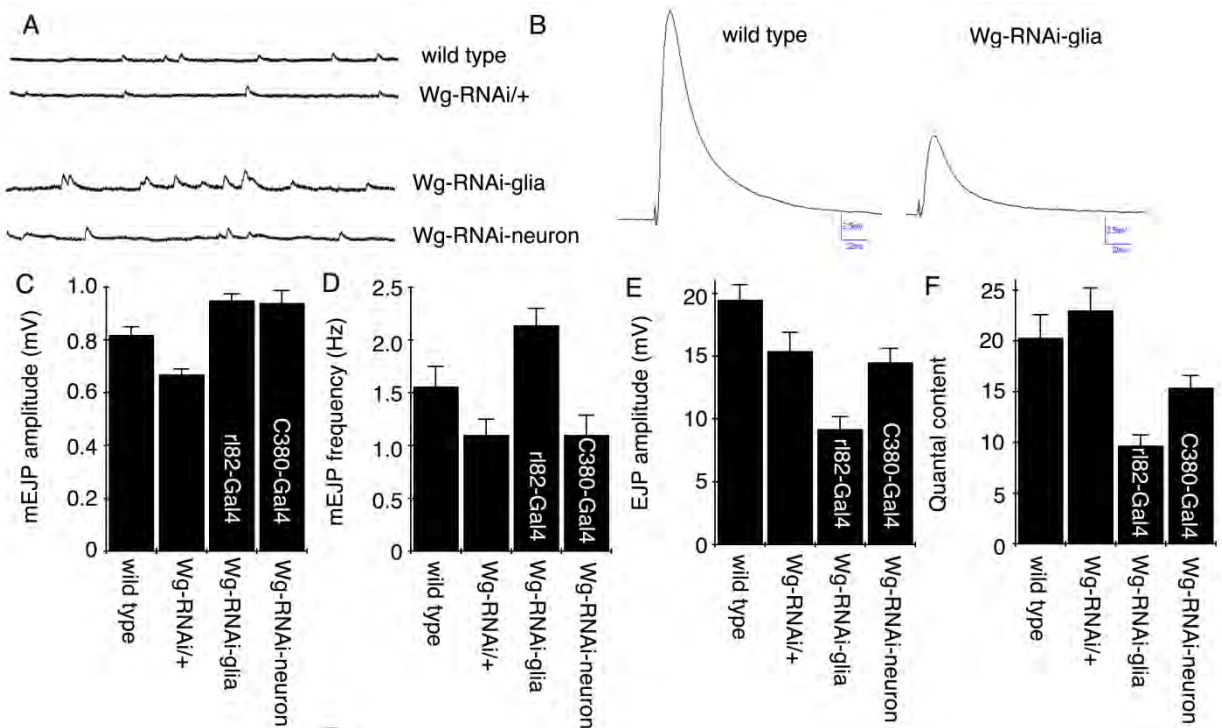 A
wild type
Wg-RNAi/+
Wg-RNAi-glia
Wg-RNAi-neuron
B
wild type
Wg-RNAi-glia
2.5mV
C
mEJP amplitude (mV)
1.0
0.8
0.6
0.4
0.2
0
rl82-Gal4
C380-Gal4
wild type
Wg-RNAi/+
Wg-RNAi-glia
Wg-RNAi-neuron
D
mEJP frequency (Hz)
2.5
2.0
1.5
1.0
0.5
0
rl82-Gal4
C380-Gal4
wild type
Wg-RNAi/+
Wg-RNAi-glia
Wg-RNAi-neuron
E
EJP amplitude (mV)
20
15
10
5
0
rl82-Gal4
C380-Gal4
wild type
Wg-RNAi/+
Wg-RNAi-glia
Wg-RNAi-neuron
F
Quantal content
25
20
15
10
5
0
rl82-Gal4
C380-Gal4
wild type
Wg-RNAi/+
Wg-RNAi-glia
Wg-RNAi-neuron